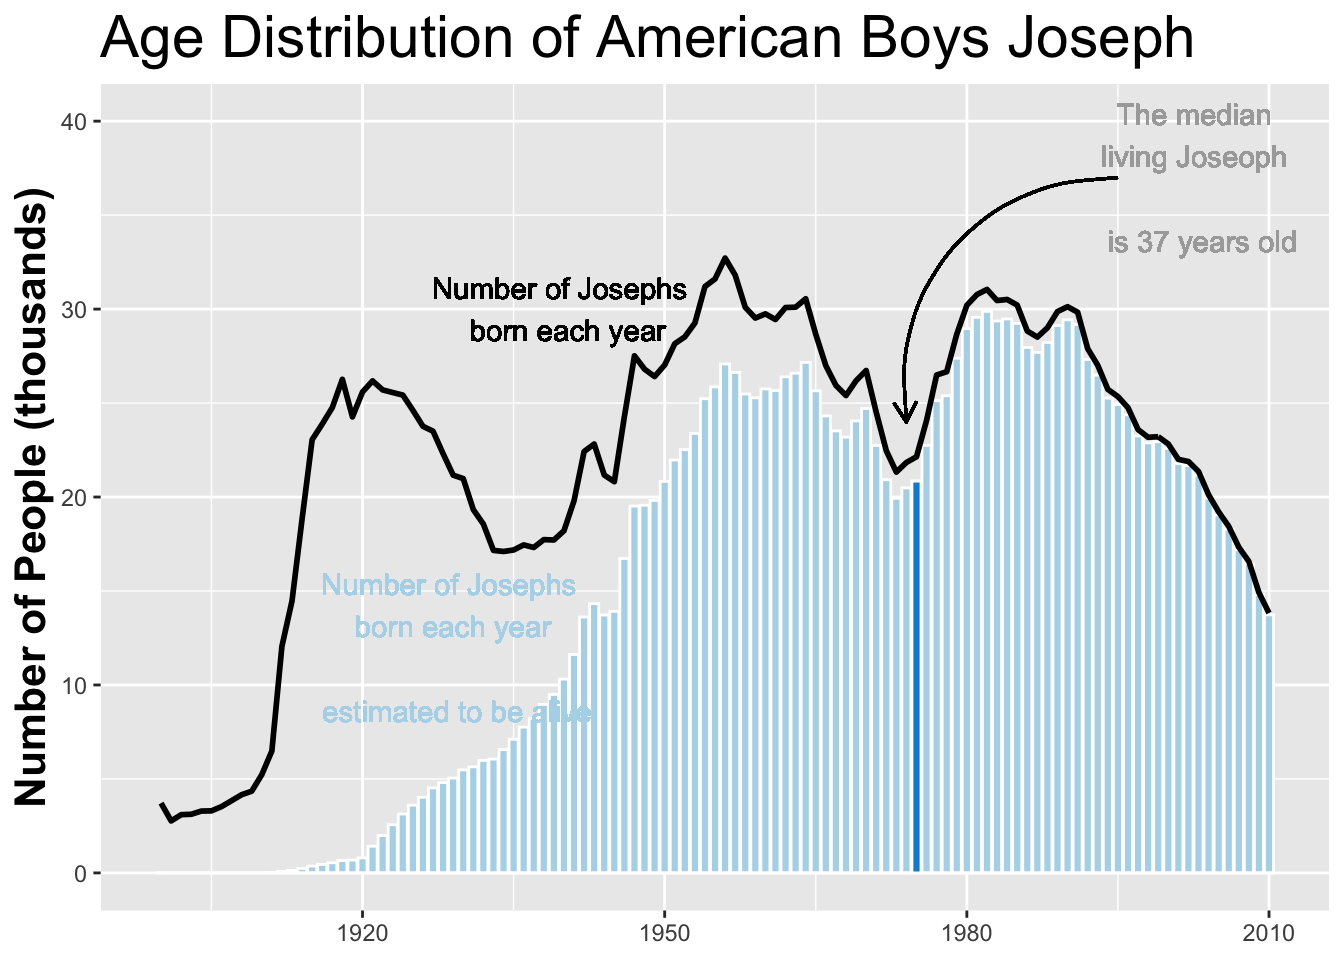 Age Distribution of American Boys Joseph
Number of People (thousands)
40
30
20
10
0
The median
living Joseoph
is 37 years old
Number of Josephs
born each year
Number of Josephs
born each year
estimated to be alive
1920
1950
1980
2010